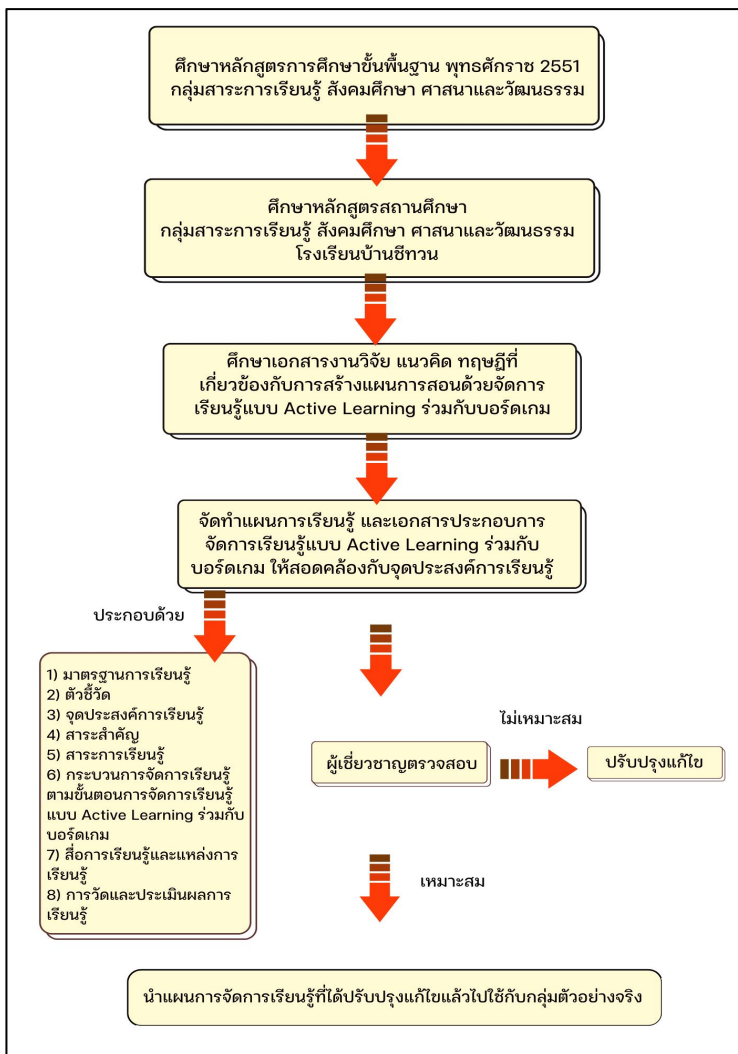 ศึกษาหลักสูตรการศึกษาขั้นพื้นฐาน พุทธศักราช 2551
กลุ่มสาระการเรียนรู้ สังคมศึกษา ศาสนาและวัฒนธรรม
ศึกษาหลักสูตรสถานศึกษา
กลุ่มสาระการเรียนรู้ สังคมศึกษา ศาสนาและวัฒนธรรม
โรงเรียนบ้านชีทวน
ศึกษาเอกสารงานวิจัย แนวคิด ทฤษฎีที่
เกี่ยวข้องกับการสร้างแผนการสอนด้วยจัดการ
เรียนรู้แบบ Active Learning ร่วมกับบอร์ดเกม
จัดทำแผนการเรียนรู้ และเอกสารประกอบการ
จัดการเรียนรู้แบบ Active Learning ร่วมกับ
บอร์ดเกม ให้สอดคล้องกับจุดประสงค์การเรียนรู้
ประกอบด้วย
1) มาตรฐานการเรียนรู้
2) ตัวชี้วัด
3) จุดประสงค์การเรียนรู้
4) สาระสำคัญ
5) สาระการเรียนรู้
6) กระบวนการจัดการเรียนรู้
ตามขั้นตอนการจัดการเรียนรู้
แบบ Active Learning ร่วมกับ
บอร์ดเกม
7) สื่อการเรียนรู้และแหล่งการ
เรียนรู้
8) การวัดและประเมินผลการ
เรียนรู้
ผู้เชี่ยวชาญตรวจสอบ
ไม่เหมาะสม
ปรับปรุงแก้ไข
เหมาะสม
นำแผนการจัดการเรียนรู้ที่ได้ปรับปรุงแก้ไขแล้วไปใช้กับกลุ่มตัวอย่างจริง